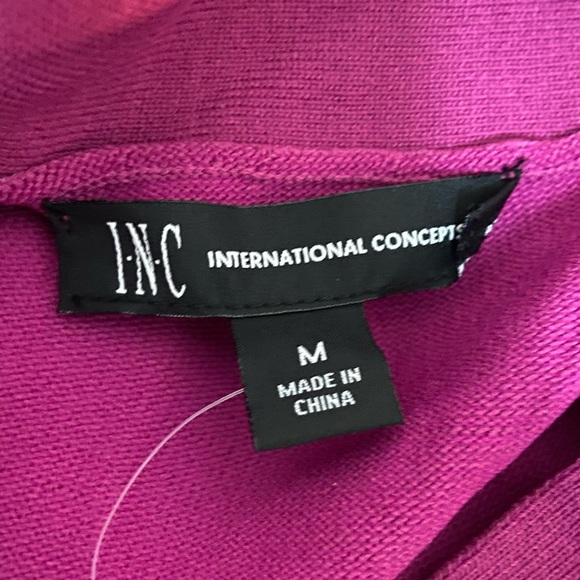 I·N·C INTERNATIONAL CONCEPTS
M
MADE IN
CHINA